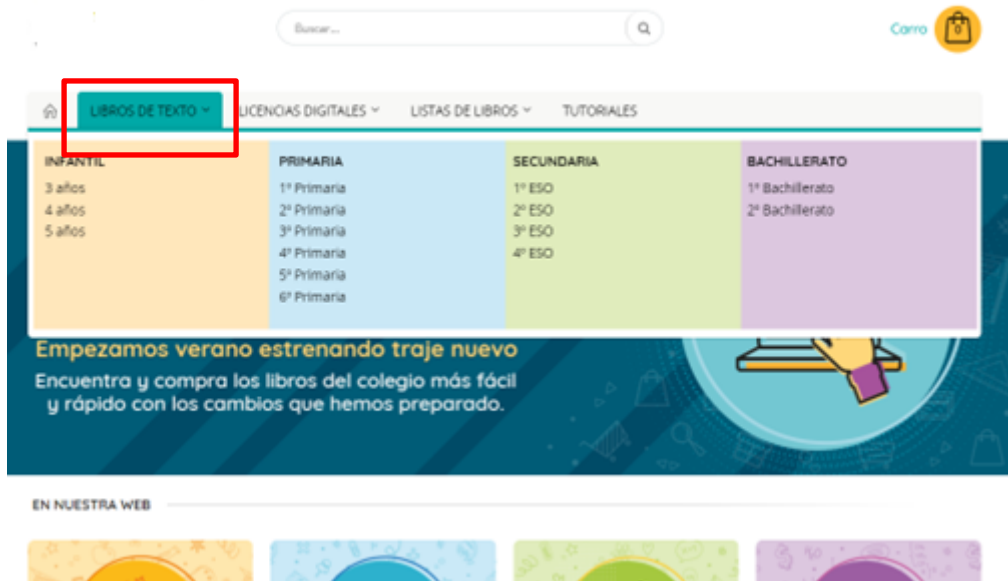 Buscar...
Carro
0
LIBROS DE TEXTO
LICENCIAS DIGITALES
LISTAS DE LIBROS
TUTORIALES
INFANTIL
3 años
4 años
5 años
PRIMARIA
1º Primaria
2º Primaria
3º Primaria
4º Primaria
5º Primaria
6º Primaria
SECUNDARIA
1º ESO
2º ESO
3º ESO
4º ESO
BACHILLERATO
1º Bachillerato
2º Bachillerato
Empezamos verano estrenando traje nuevo
Encuentra y compra los libros del colegio más fácil
y rápido con los cambios que hemos preparado.
EN NUESTRA WEB